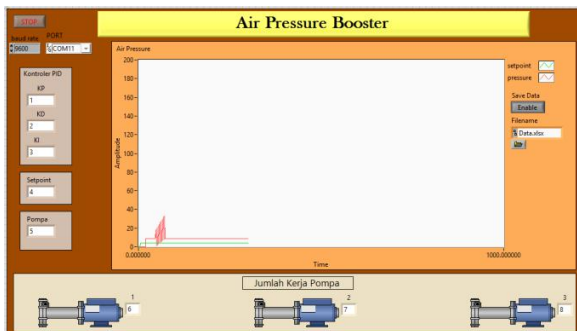 STOP
Air Pressure Booster
baud rate
PORT
9600
COM11
Air Pressure
Kontroler PID
KP
1
KD
2
KI
3
Setpoint
4
Pompa
5
200
180
160
140
120
100
80
60
40
20
0
Amplitude
0.000000
1000.000000
Time
setpoint
pressure
Save Data
Enable
Filename
Data.xlsx
Jumlah Kerja Pompa
1
6
2
7
3
8